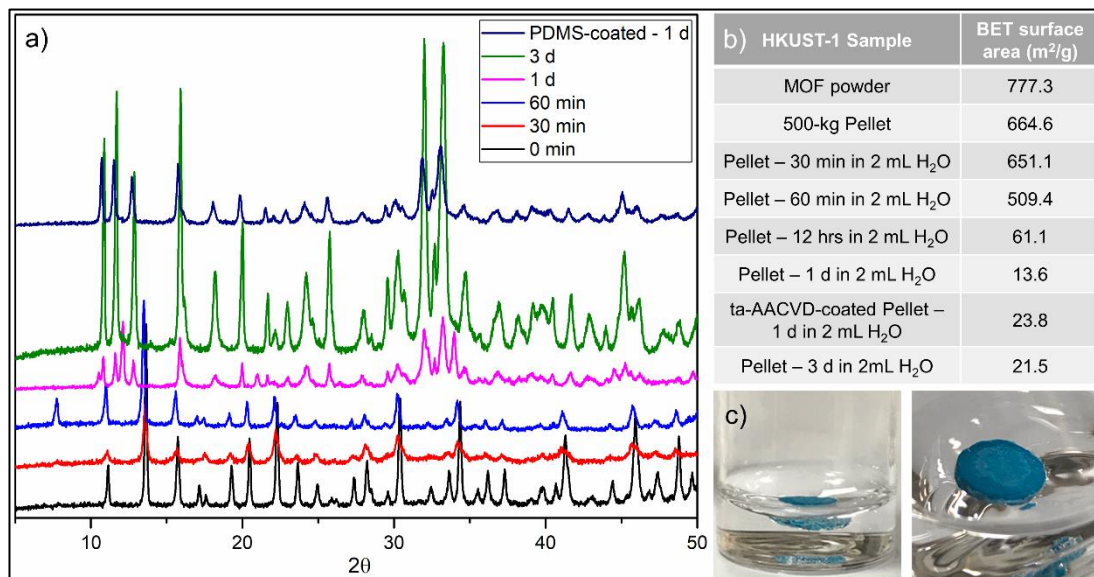 a)
PDMS-coated - 1 d
3 d
1 d
60 min
30 min
0 min
5 10 20 30 40 50
2θ
b)
HKUST-1 Sample
BET surface
area (m²/g)
MOF powder 777.3
500-kg Pellet 664.6
Pellet – 30 min in 2 mL H₂O 651.1
Pellet – 60 min in 2 mL H₂O 509.4
Pellet – 12 hrs in 2 mL H₂O 61.1
Pellet – 1 d in 2 mL H₂O 13.6
ta-AACVD-coated Pellet –
1 d in 2 mL H₂O 23.8
Pellet – 3 d in 2mL H₂O 21.5
c)